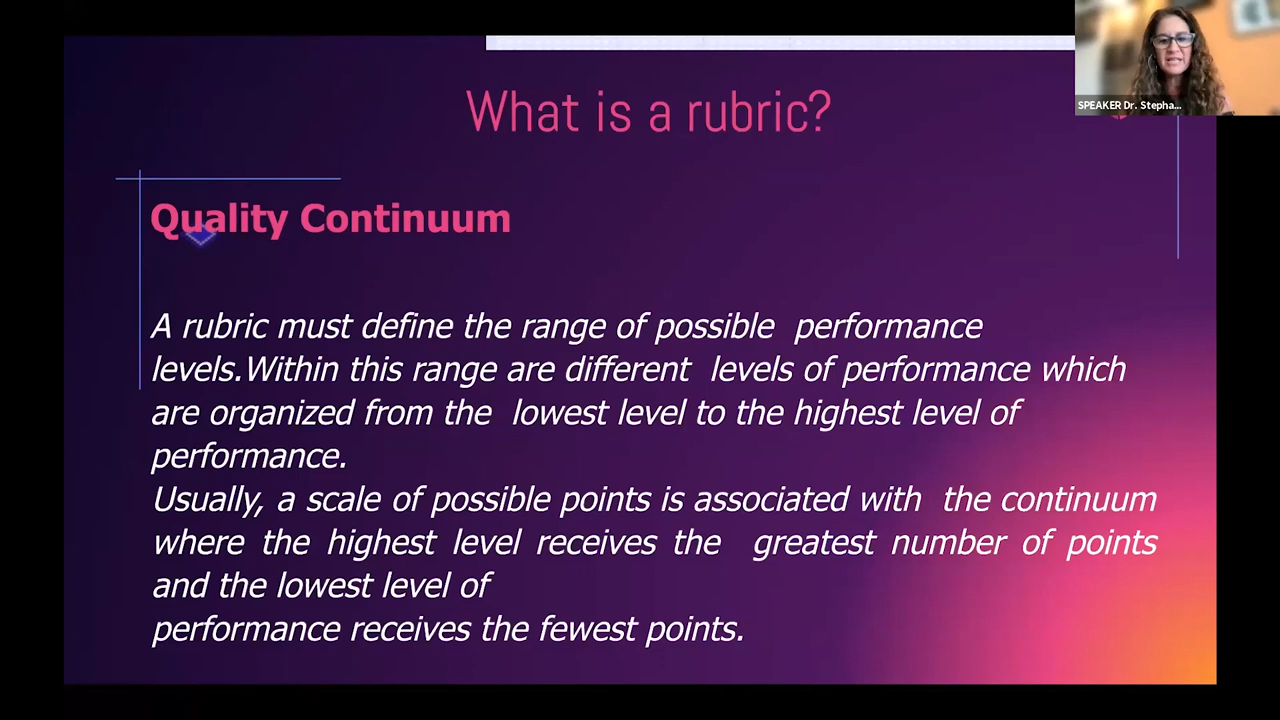 What is a rubric?
SPEAKER Dr. Stepha...
Quality Continuum
A rubric must define the range of possible performance
levels.Within this range are different levels of performance which
are organized from the lowest level to the highest level of
performance.
Usually, a scale of possible points is associated with the continuum
where the highest level receives the greatest number of points
and the lowest level of
performance receives the fewest points.